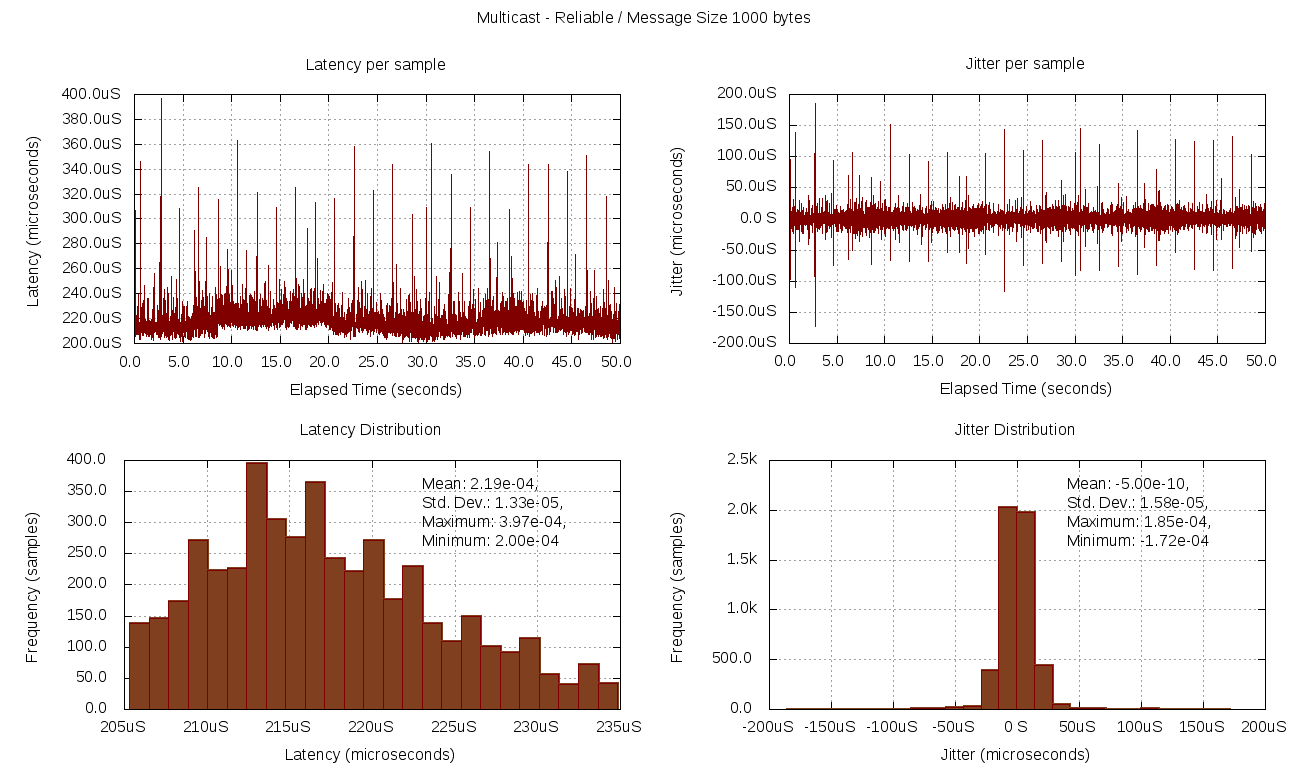 Multicast - Reliable / Message Size 1000 bytes
Latency per sample
400.0uS
380.0uS
360.0uS
340.0uS
320.0uS
300.0uS
280.0uS
260.0uS
240.0uS
220.0uS
200.0uS
Latency (microseconds)
0.0 5.0 10.0 15.0 20.0 25.0 30.0 35.0 40.0 45.0 50.0
Elapsed Time (seconds)
Jitter per sample
200.0uS
150.0uS
100.0uS
50.0uS
0.0 S
-50.0uS
-100.0uS
-150.0uS
-200.0uS
Jitter (microseconds)
0.0 5.0 10.0 15.0 20.0 25.0 30.0 35.0 40.0 45.0 50.0
Elapsed Time (seconds)
Latency Distribution
400.0
350.0
300.0
250.0
200.0
150.0
100.0
50.0
0.0
Frequency (samples)
Mean: 2.19e-04,
Std. Dev.: 1.33e-05,
Maximum: 3.97e-04,
Minimum: 2.00e-04
205uS 210uS 215uS 220uS 225uS 230uS 235uS
Latency (microseconds)
Jitter Distribution
2.5k
2.0k
1.5k
1.0k
500.0
0.0
Frequency (samples)
Mean: -5.00e-10,
Std. Dev.: 1.58e-05,
Maximum: 1.85e-04,
Minimum: -1.72e-04
-200uS -150uS -100uS -50uS 0 S 50uS 100uS 150uS 200uS
Jitter (microseconds)